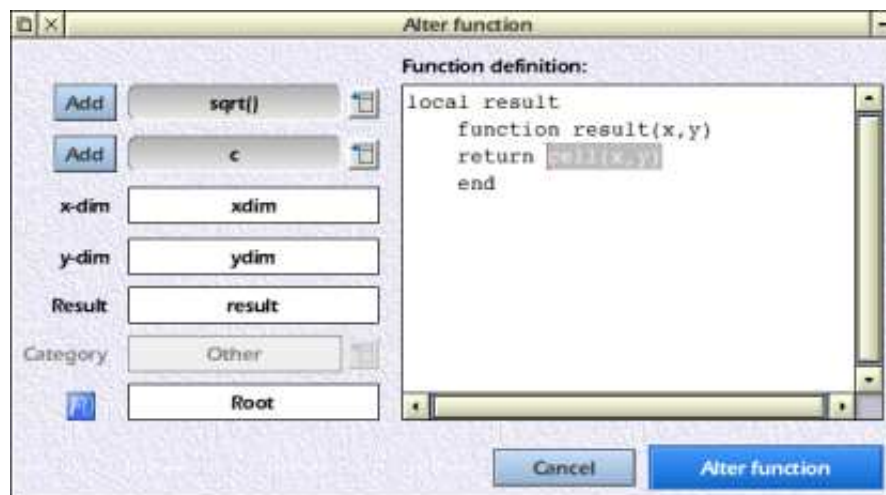 Alter function
Function definition:
Add
sqrt()
Add
c
x-dim
xdim
y-dim
ydim
Result
result
Category
Other
Root
local result
function result(x,y)
return cell(x,y)
end
Cancel
Alter function